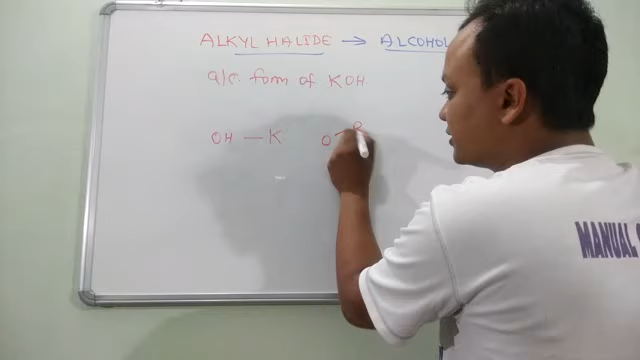 ALKYL HALIDE → ALCOHOL
a/c. form of KOH
OH — K O — R
MANUAL